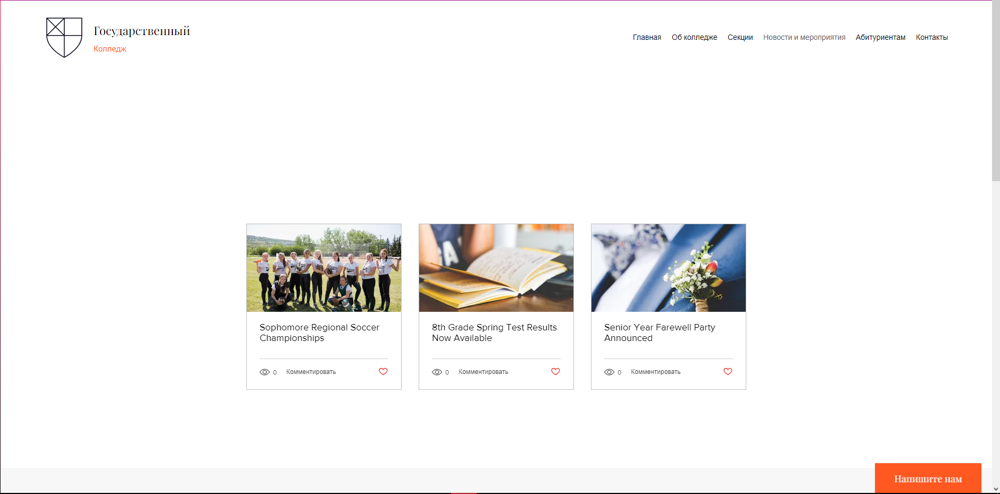 Государственный
Колледж
Главная Об колледже Секции Новости и мероприятия Абитуриентам Контакты
Sophomore Regional Soccer
Championships
0 Комментировать
8th Grade Spring Test Results
Now Available
0 Комментировать
Senior Year Farewell Party
Announced
0 Комментировать
Напишите нам